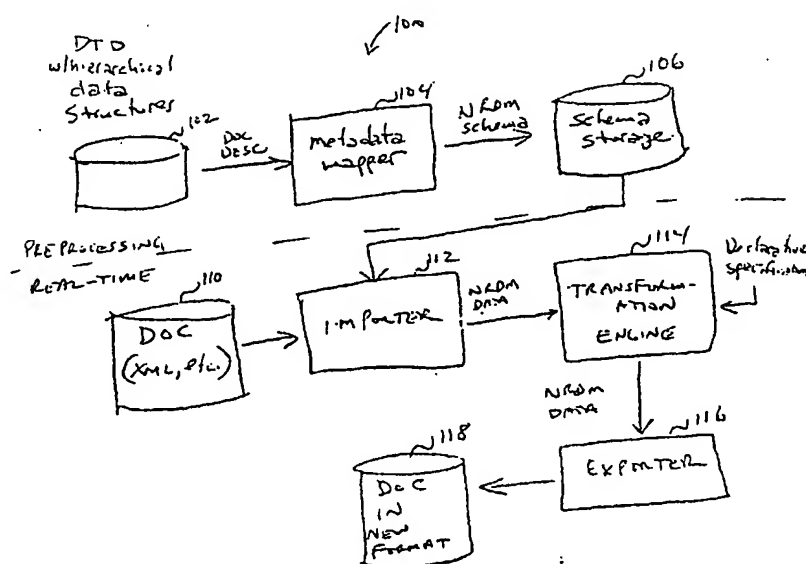 100
DTD
w/hierarchical
data
structures
102
DOC
DESC
104
metadata
mapper
NRDM
schema
106
schema
storage
PREPROCESSING
REAL-TIME
110
DOC
(XML, etc.)
112
IMPORTER
NRDM
DATA
114
TRANSFORM-
ATION
ENGINE
Declarative
NRDM
DATA
116
EXPORTER
118
DOC
IN
NEW
FORMAT